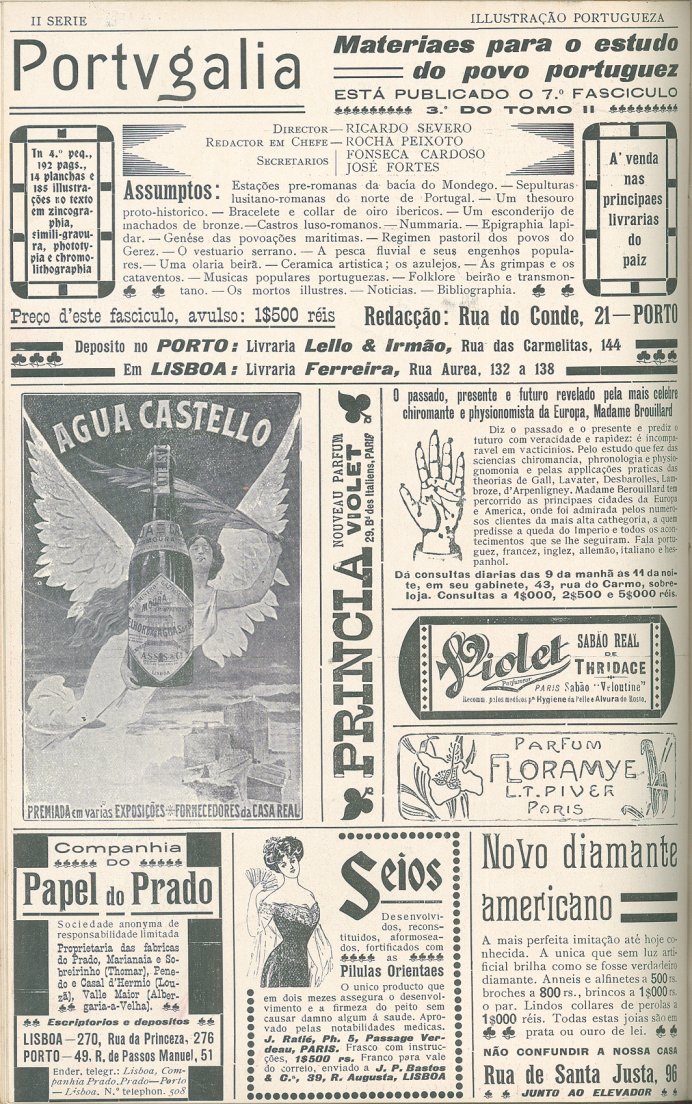 II SERIE
ILLUSTRAÇÃO PORTUGUEZA
Portvgalia
Materiaes para o estudo
do povo portuguez
ESTÁ PUBLICADO O 7.º FASCICULO
3.º DO TOMO II
In 4.º peq.,
192 pags.,
14 planchas e
185 illustra-
ções no texto
em zincogra-
phia,
simili-gravu-
ra, phototy-
pia e chromo-
lithographia
DIRECTOR—RICARDO SEVERO
REDACTOR EM CHEFE—ROCHA PEIXOTO
SECRETARIOS
FONSECA CARDOSO
JOSÉ FORTES
Assumptos: Estações pre-romanas da bacia do Mondego. — Sepulturas
lusitano-romanas do norte de Portugal. — Um thesouro
proto-historico. — Bracelete e collar de oiro ibericos. — Um esconderijo de
machados de bronze.—Castros luso-romanos. — Nummaria. — Epigraphia lapi-
dar. — Genése das povoações maritimas. — Regimen pastoril dos povos do
Gerez. — O vestuario serrano. — A pesca fluvial e seus engenhos popula-
res.— Uma olaria beirã. — Ceramica artistica; os azulejos. — As grimpas e os
cataventos. — Musicas populares portuguezas. — Folklore beirão e transmon-
tano. — Os mortos illustres. — Noticias. — Bibliographia.
A' venda
nas
principaes
livrarias
do
paiz
Preço d'este fasciculo, avulso: 1$500 réis
Redacção: Rua do Conde, 21—PORTO
Deposito no PORTO: Livraria Lello & Irmão, Rua das Carmelitas, 144
Em LISBOA: Livraria Ferreira, Rua Aurea, 132 a 138
AGUA CASTELLO
MOURA
ASSIS & Cª
LISBOA
PREMIADA em varias EXPOSIÇÕES FORNECEDORES da CASA REAL
PRINCIA
NOUVEAU PARFUM
VIOLET
29, Bd des Italiens, PARIS
O passado, presente e futuro revelado pela mais celebre
chiromante e physionomista da Europa, Madame Brouillard
Diz o passado e o presente e prediz o
futuro com veracidade e rapidez: é incompa-
ravel em vacticinios. Pelo estudo que fez das
sciencias chiromancia, phronologia e physio-
gnomonia e pelas applicações praticas das
theorias de Gall, Lavater, Desbarolles, Lam-
broze, d'Arpenligney. Madame Berouillard tem
percorrido as principaes cidades da Europa
e America, onde foi admirada pelos numero-
sos clientes da mais alta cathegoria, a quem
predisse a queda do Imperio e todos os acon-
tecimentos que se lhe seguiram. Fala portu-
guez, francez, inglez, allemão, italiano e hes-
panhol.
Dá consultas diarias das 9 da manhã ás 11 da noi-
te, em seu gabinete, 43, rua do Carmo, sobre-
loja. Consultas a 1$000, 2$500 e 5$000 réis.
Violet
Parfumeur
PARIS
SABÃO REAL
DE
THRIDACE
Sabão "Veloutine"
Recomm. pelos medicos pª Hygiene da Pelle e Alvura do Rosto.
PARFUM
FLORAMYE
L.T. PIVER
PARIS
Companhia
DO
Papel do Prado
Sociedade anonyma de
responsabilidade limitada
Proprietaria das fabricas
do Prado, Marianaia e So-
breirinho (Thomar), Pene-
do e Casal d'Hermio (Lou-
zã), Valle Maior (Alber-
garia-a-Velha).
Escriptorios e depositos
LISBOA—270, Rua da Princeza, 276
PORTO—49, R. de Passos Manuel, 51
Ender. telegr.: Lisboa, Com-
panhia Prado, Prado—Porto
— Lisboa. N.º telephon. 508
Seios
Desenvolvi-
dos, recons-
tituidos, aformosea-
dos, fortificados com
as
Pilulas Orientaes
O unico producto que
em dois mezes assegura o desenvol-
vimento e a firmeza do peito sem
causar damno algum á saude. Apro-
vado pelas notabilidades medicas.
J. Ratié, Ph. 5, Passage Ver-
deau, PARIS. Frasco com instruc-
ções, 1$500 rs. Franco para vale
do correio, enviado a J. P. Bastos
& C.ª, 39, R. Augusta, LISBOA
Novo diamante
americano
A mais perfeita imitação até hoje co-
nhecida. A unica que sem luz arti-
ficial brilha como se fosse verdadeiro
diamante. Anneis e alfinetes a 500 rs.
broches a 800 rs., brincos a 1$000 rs.
o par. Lindos collares de perolas a
1$000 réis. Todas estas joias são em
prata ou ouro de lei.
NÃO CONFUNDIR A NOSSA CASA
Rua de Santa Justa, 96
JUNTO AO ELEVADOR